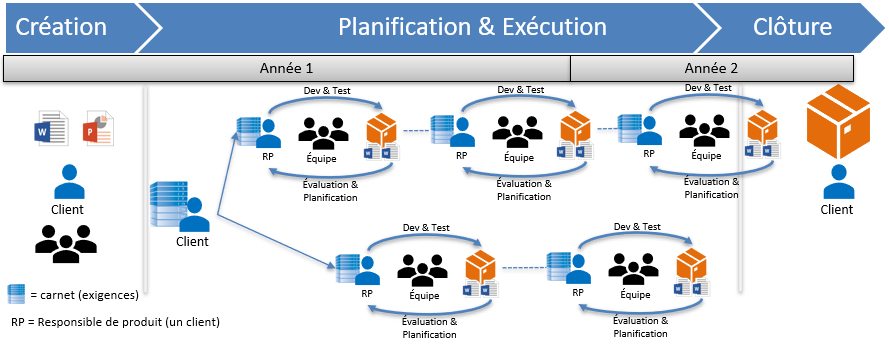 Création
Planification & Exécution
Clôture
Année 1
Année 2
Dev & Test
Dev & Test
Dev & Test
W
P
RP
Équipe
W W
RP
Équipe
W W
RP
Équipe
W W
Évaluation &
Planification
Évaluation &
Planification
Évaluation &
Planification
Client
Client
Client
Dev & Test
Dev & Test
RP
Équipe
W W
RP
Équipe
W W
Évaluation &
Planification
Évaluation &
Planification
= carnet (exigences)
RP = Responsible de produit (un client)